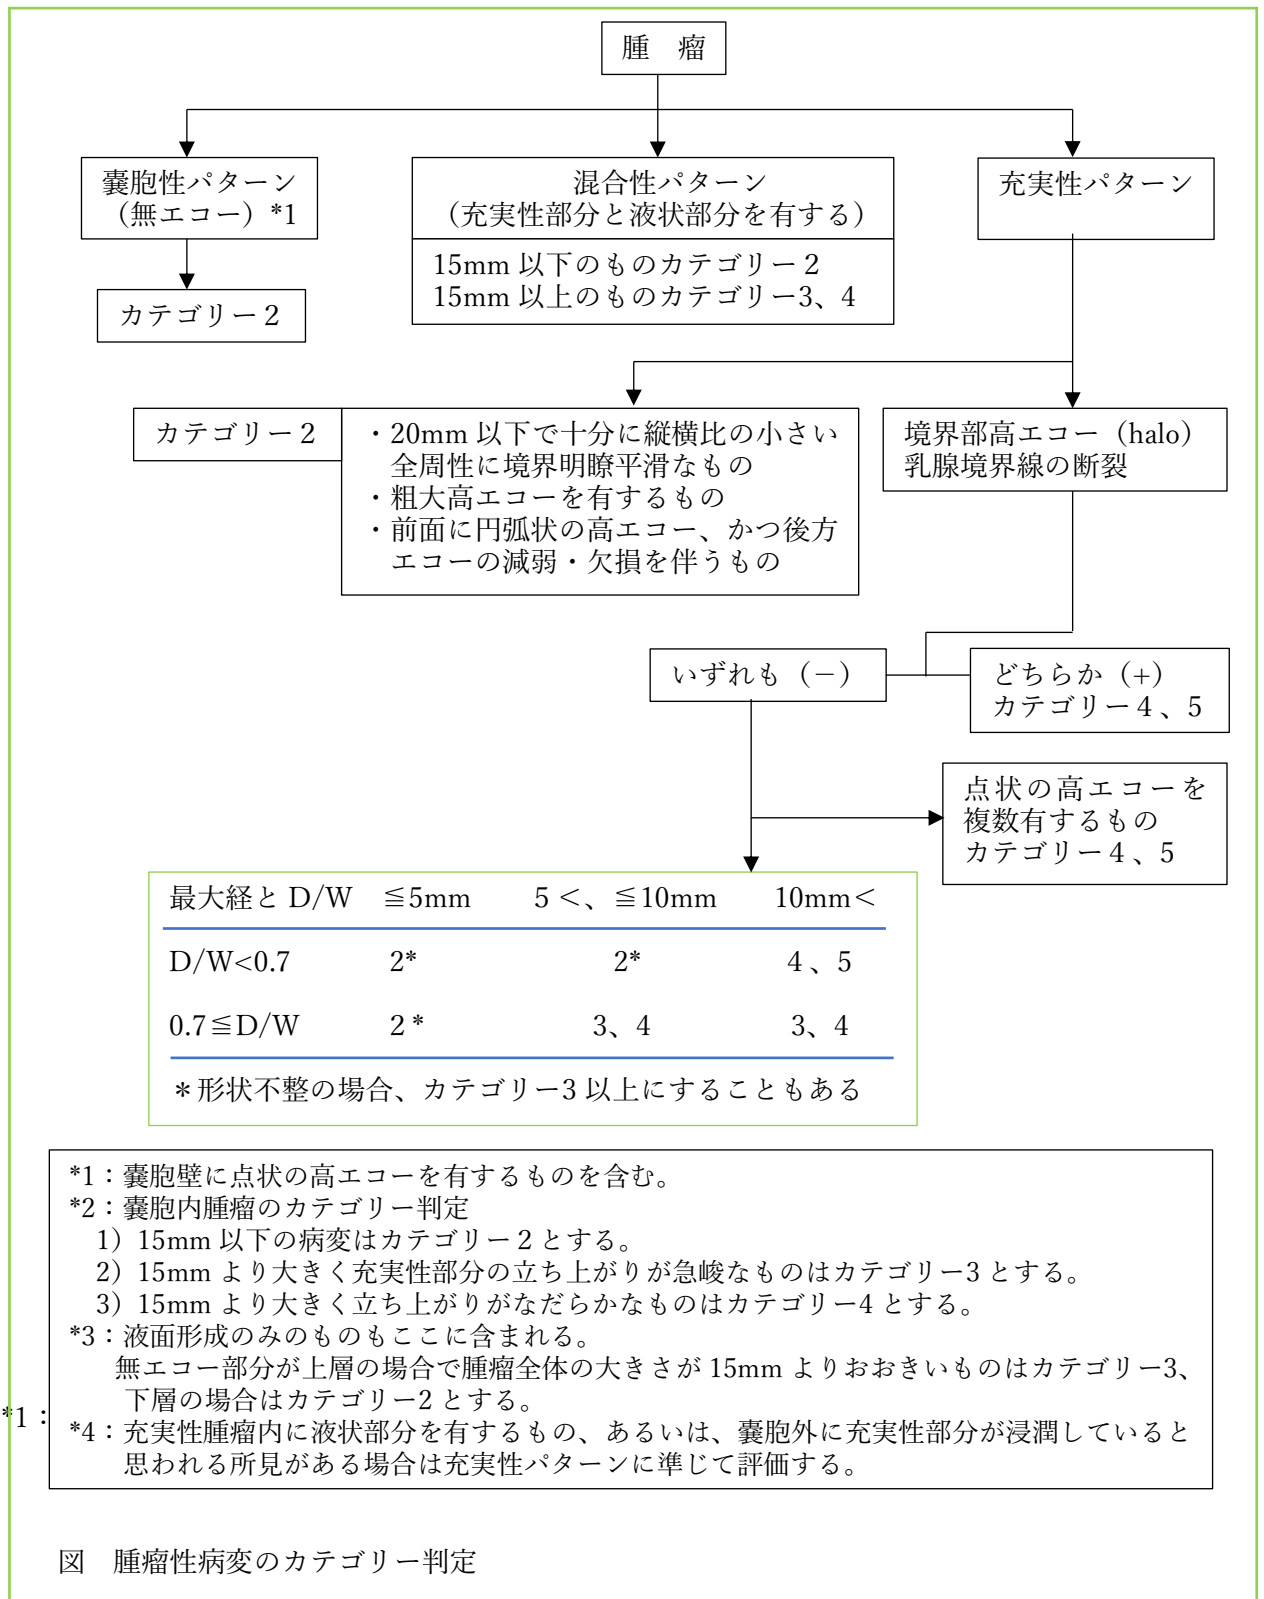 腫　瘤
嚢胞性パターン
（無エコー）*1
混合性パターン
（充実性部分と液状部分を有する）
15mm 以下のものカテゴリー２
15mm 以上のものカテゴリー3、4
充実性パターン
カテゴリー２
カテゴリー２
・20mm 以下で十分に縦横比の小さい
全周性に境界明瞭平滑なもの
・粗大高エコーを有するもの
・前面に円弧状の高エコー、かつ後方
エコーの減弱・欠損を伴うもの
境界部高エコー（halo）
乳腺境界線の断裂
いずれも（－）
どちらか（+）
カテゴリー４、5
点状の高エコーを
複数有するもの
カテゴリー４、5
最大経と D/W　≦5mm　5＜、≦10mm　10mm＜
D/W<0.7　2*　2*　４、5
0.7≦D/W　2 *　3、4　3、4
＊形状不整の場合、カテゴリー3 以上にすることもある
*1：嚢胞壁に点状の高エコーを有するものを含む。
*2：嚢胞内腫瘤のカテゴリー判定
1）15mm 以下の病変はカテゴリー２とする。
2）15mm より大きく充実性部分の立ち上がりが急峻なものはカテゴリー3 とする。
3）15mm より大きく立ち上がりがなだらかなものはカテゴリー4 とする。
*3：液面形成のみのものもここに含まれる。
無エコー部分が上層の場合で腫瘤全体の大きさが 15mm よりおおきいものはカテゴリー3、
下層の場合はカテゴリー2 とする。
*1：
*4：充実性腫瘤内に液状部分を有するもの、あるいは、嚢胞外に充実性部分が浸潤していると
思われる所見がある場合は充実性パターンに準じて評価する。
図　腫瘤性病変のカテゴリー判定